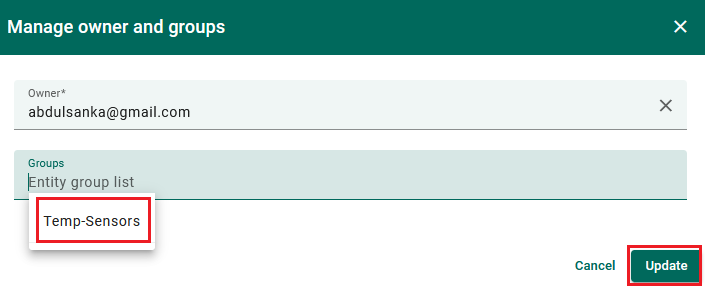 Manage owner and groups
Owner*
abdulsanka@gmail.com
Groups
Entity group list
Temp-Sensors
Cancel
Update